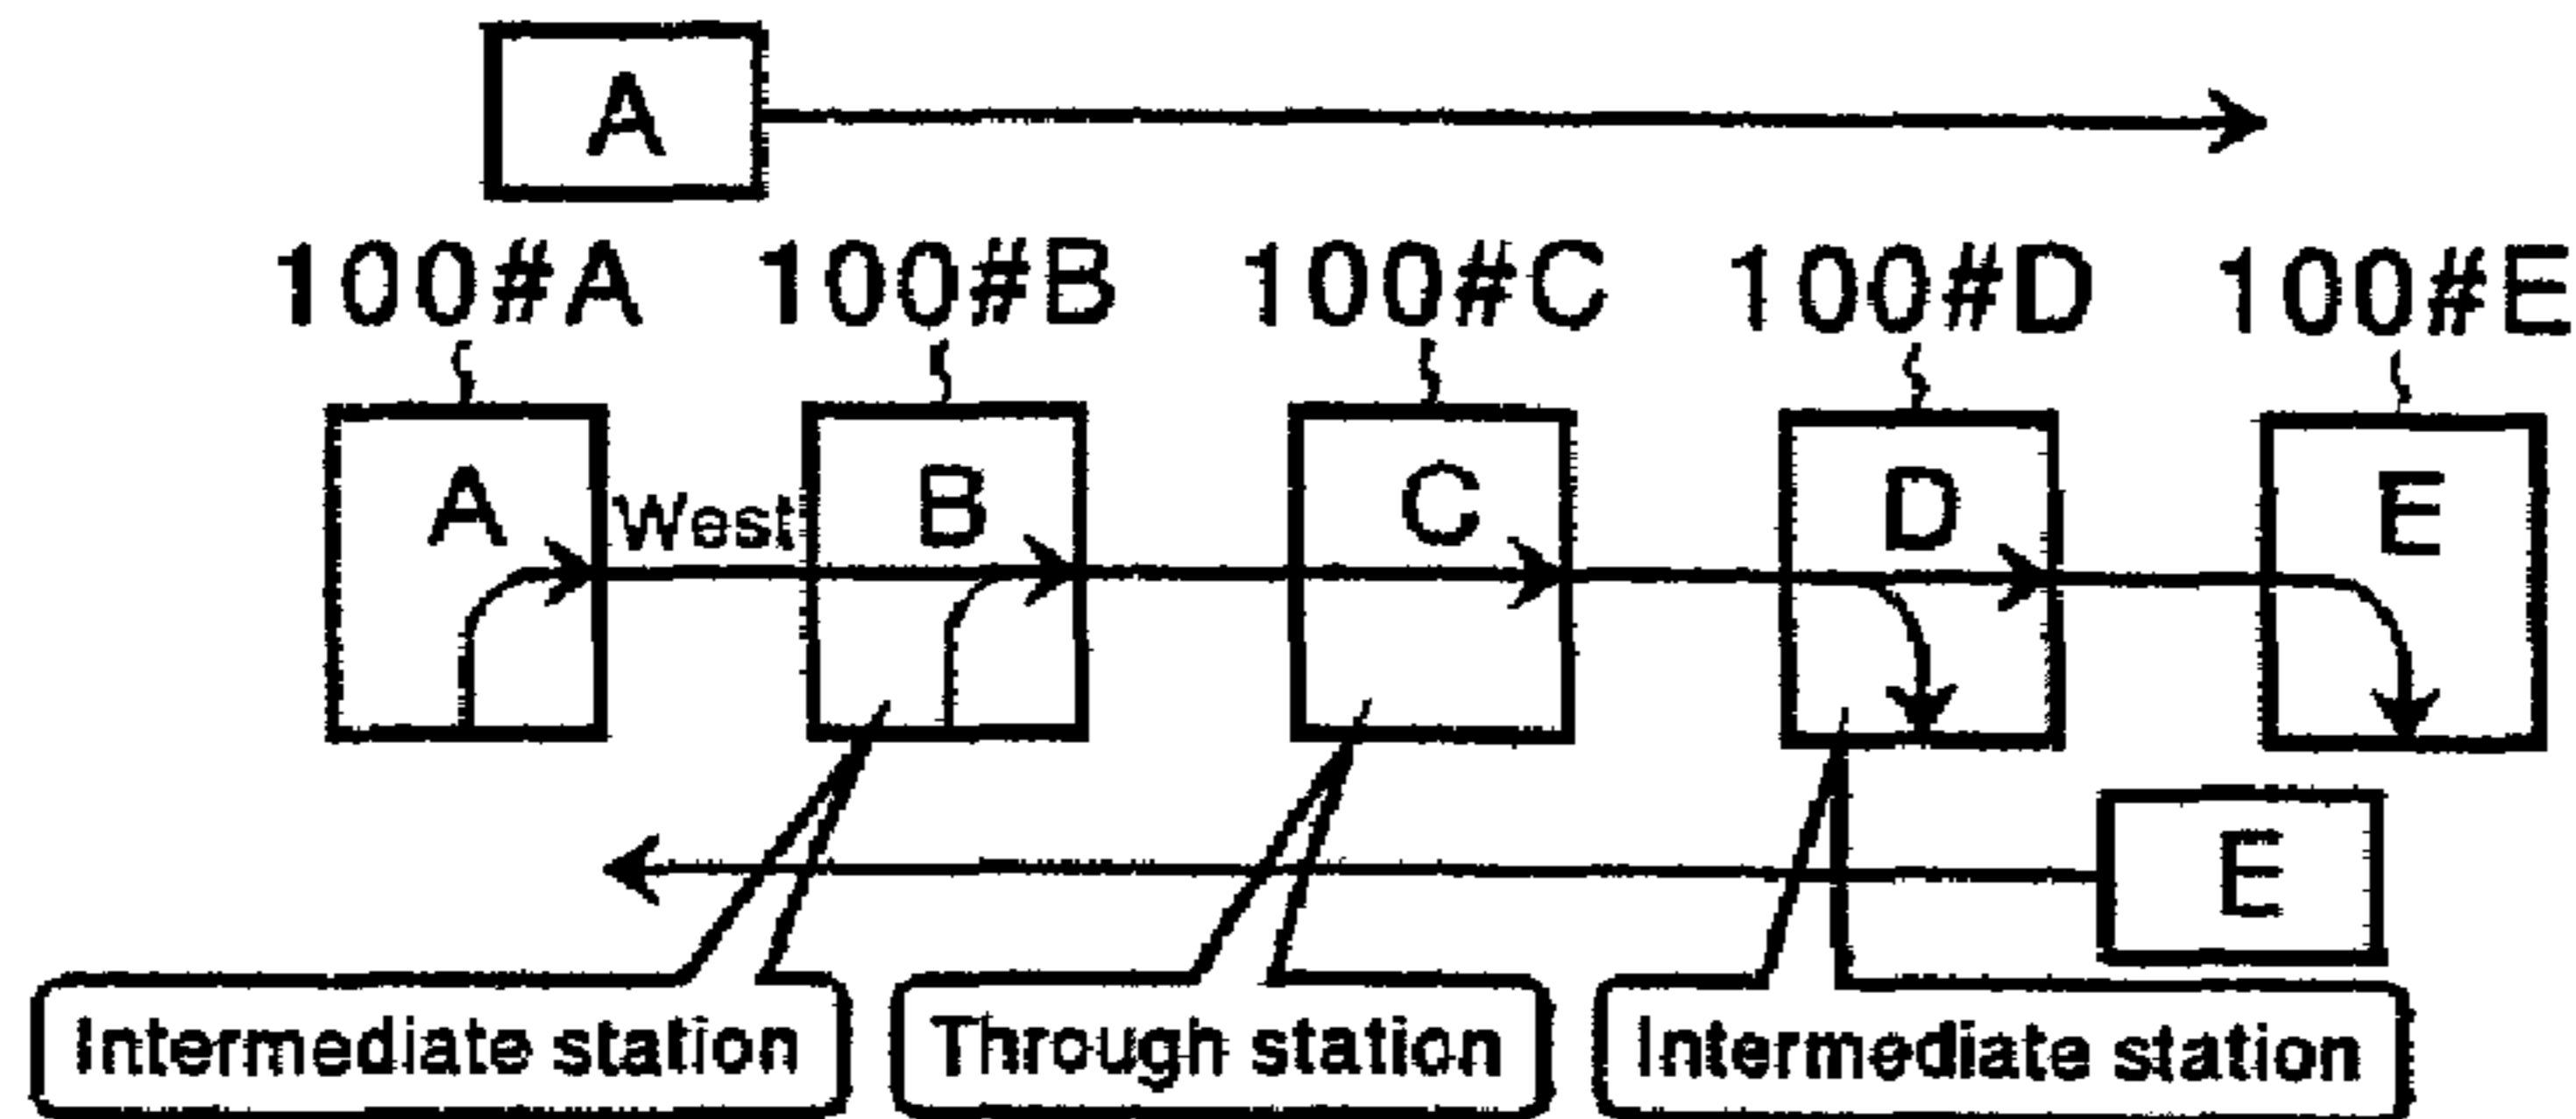 A
100#A 100#B 100#C 100#D 100#E
A West B C D E
E
Intermediate station Through station Intermediate station